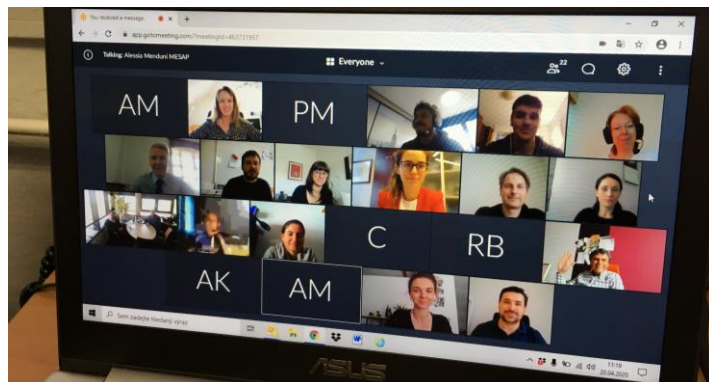 You received a message.
app.gotomeeting.com/?meetingId=463731957
Talking: Alessia Menduni MESAP
Everyone
22
AM
PM
C
RB
AK
AM
Sem zadejte hledaný výraz
11:19
20.04.2020
ASUS